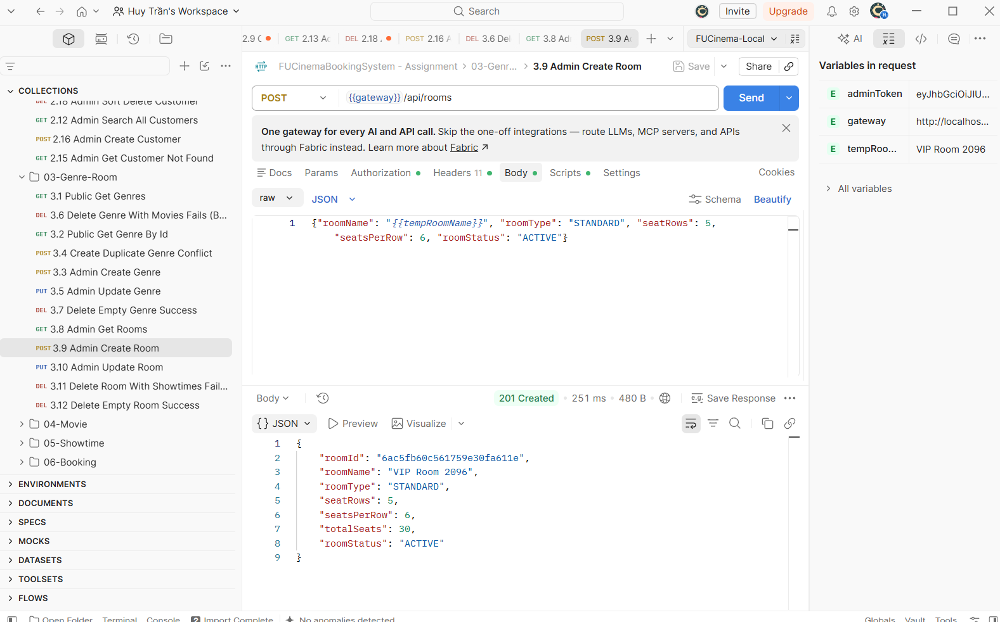 Huy Trần's Workspace
Search
Invite
Upgrade
H
2.9 C
GET 2.13 Ac
DEL 2.18
POST 2.16 A
DEL 3.6 Del
GET 3.8 Ad
POST 3.9 A
FUCinema-Local
AI
HTTP
FUCinemaBookingSystem - Assignment > 03-Genr... > 3.9 Admin Create Room
Save
Share
Variables in request
COLLECTIONS
DEL 2.18 Admin Soft Delete Customer
GET 2.12 Admin Search All Customers
POST 2.16 Admin Create Customer
GET 2.15 Admin Get Customer Not Found
03-Genre-Room
GET 3.1 Public Get Genres
DEL 3.6 Delete Genre With Movies Fails (B...
GET 3.2 Public Get Genre By Id
POST 3.4 Create Duplicate Genre Conflict
POST 3.3 Admin Create Genre
PUT 3.5 Admin Update Genre
DEL 3.7 Delete Empty Genre Success
GET 3.8 Admin Get Rooms
POST 3.9 Admin Create Room
PUT 3.10 Admin Update Room
DEL 3.11 Delete Room With Showtimes Fail...
DEL 3.12 Delete Empty Room Success
04-Movie
05-Showtime
06-Booking
ENVIRONMENTS
DOCUMENTS
SPECS
MOCKS
DATASETS
TOOLSETS
FLOWS
POST
{{gateway}}/api/rooms
Send
One gateway for every AI and API call. Skip the one-off integrations — route LLMs, MCP servers, and APIs
through Fabric instead. Learn more about Fabric ↗
Docs Params Authorization Headers 11 Body Scripts Settings Cookies
raw JSON Schema Beautify
1 {"roomName": "{{tempRoomName}}", "roomType": "STANDARD", "seatRows": 5,
"seatsPerRow": 6, "roomStatus": "ACTIVE"}
Body 201 Created 251 ms 480 B e.g. Save Response
{} JSON Preview Visualize
1 {
2 "roomId": "6ac5fb60c561759e30fa611e",
3 "roomName": "VIP Room 2096",
4 "roomType": "STANDARD",
5 "seatRows": 5,
6 "seatsPerRow": 6,
7 "totalSeats": 30,
8 "roomStatus": "ACTIVE"
9 }
E adminToken eyJhbGciOiJIU...
E gateway http://localhos...
E tempRoo... VIP Room 2096
All variables
Open Folder Terminal Console Import Complete No anomalies detected
Globals Vault Tools